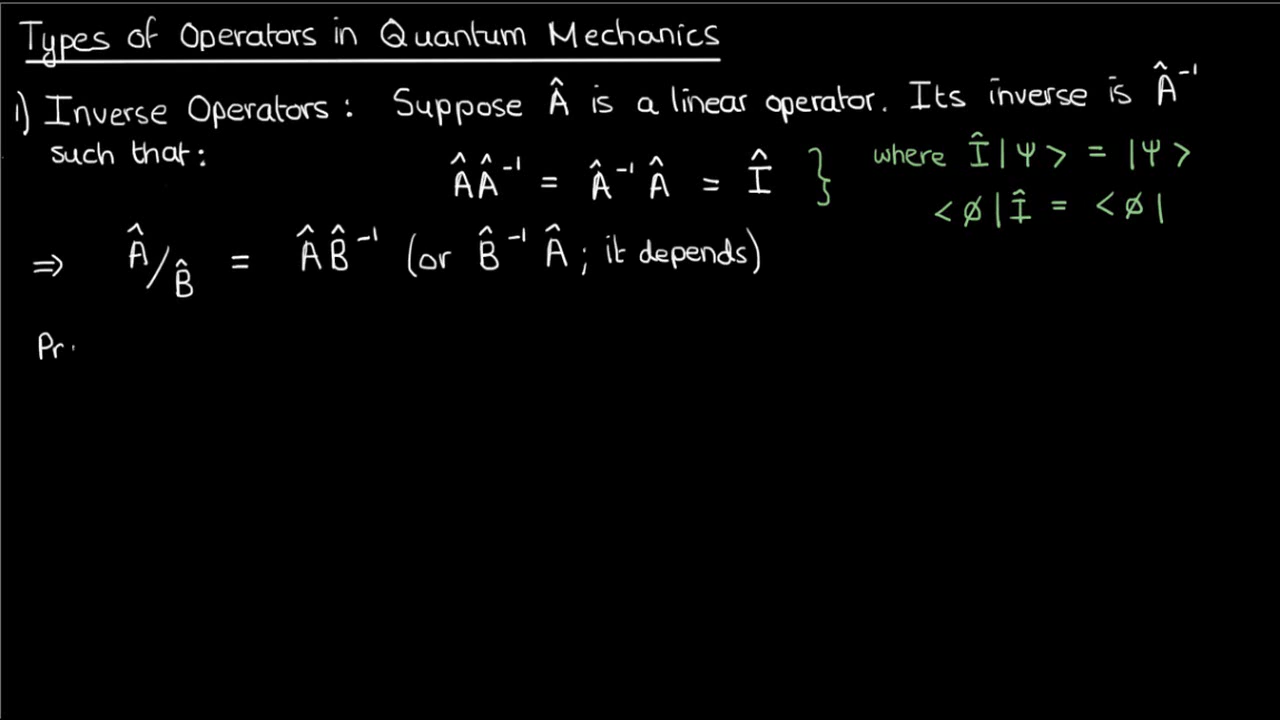 Types of Operators in Quantum Mechanics
1) Inverse Operators : Suppose Â is a linear operator. Its inverse is Â⁻¹
such that :
ÂÂ⁻¹ = Â⁻¹Â = Î } where Î|Ψ> = |Ψ>
<ø|Î = <ø|
⇒ Â/B̂ = ÂB̂⁻¹ (or B̂⁻¹Â ; it depends)
Pr